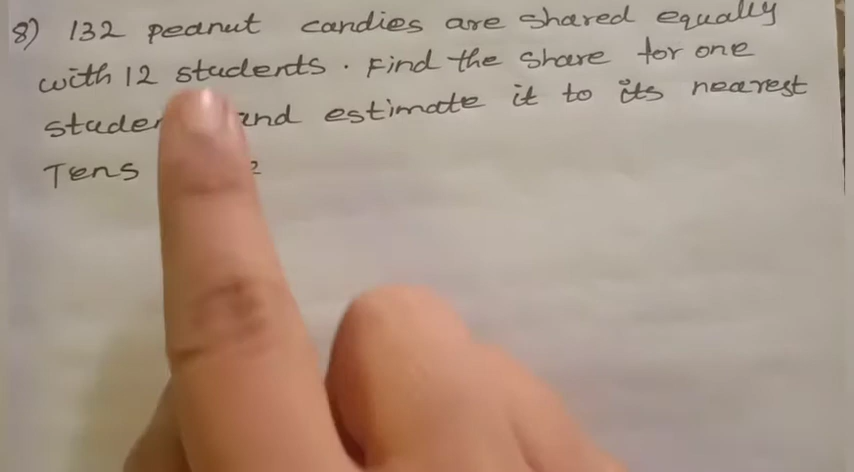 8) 132 peanut candies are shared equally
with 12 students. Find the share for one
and estimate it to its nearest
Tens